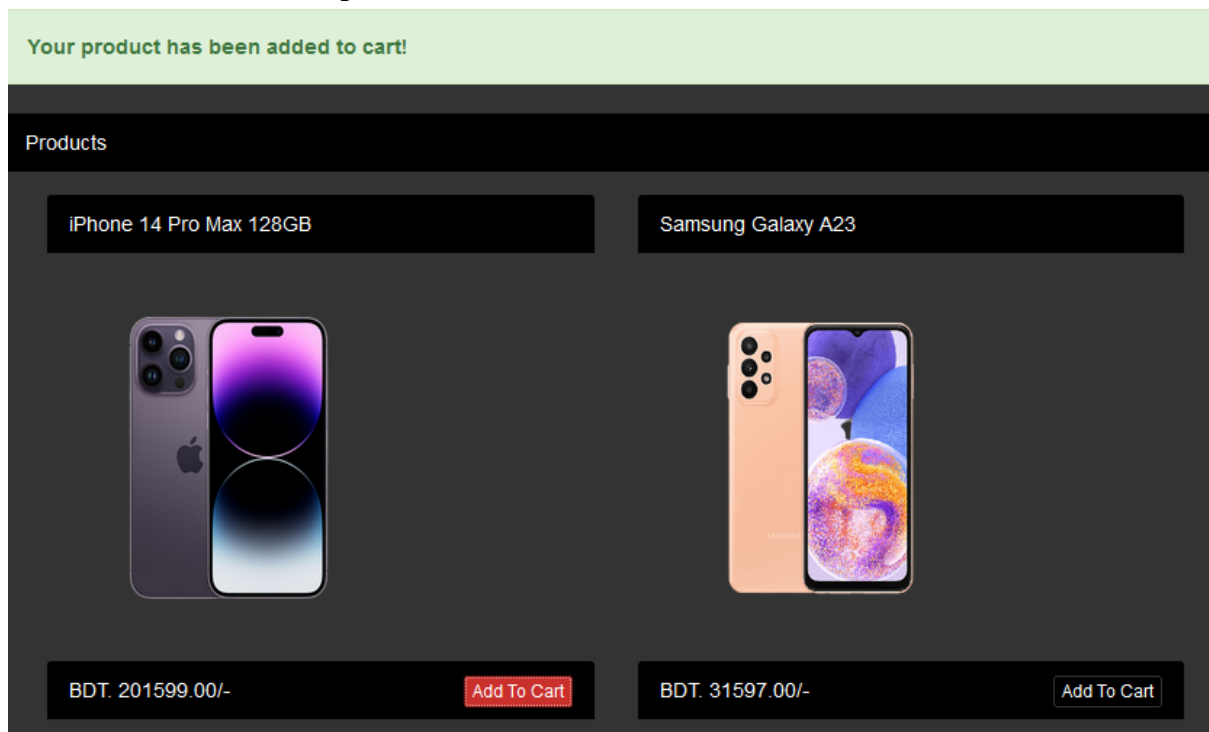 Your product has been added to cart!
Products
iPhone 14 Pro Max 128GB
Samsung Galaxy A23
SAMSUNG
BDT. 201599.00/-
Add To Cart
BDT. 31597.00/-
Add To Cart